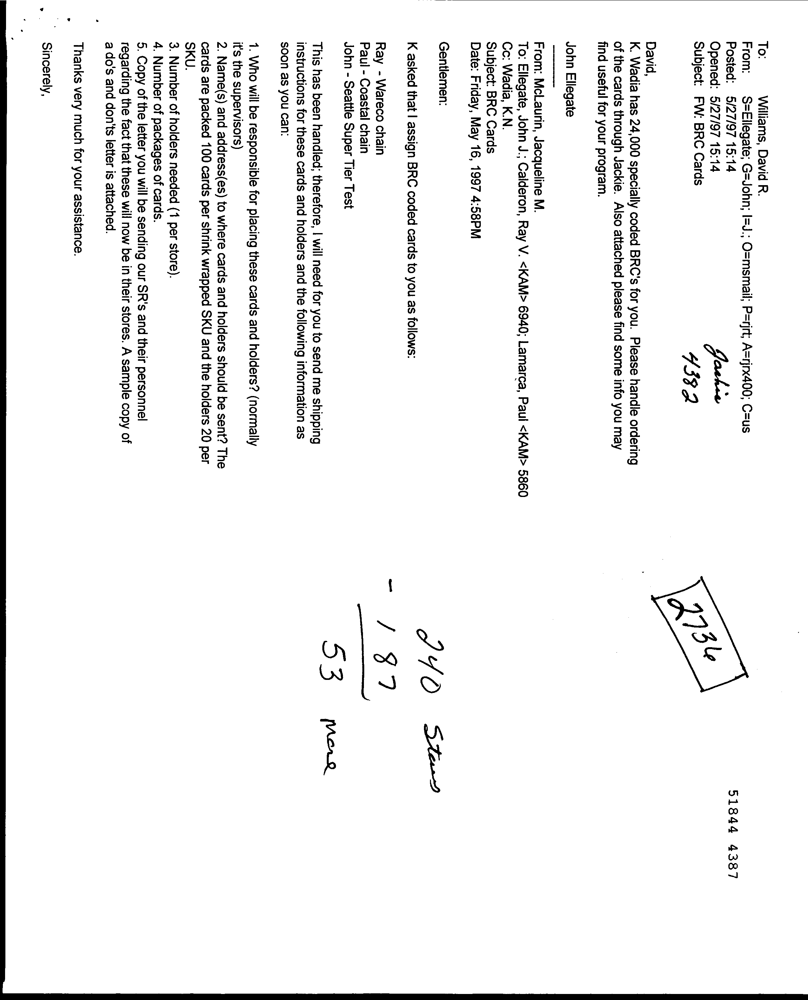 To: Williams, David R.
From: S=Ellegate; G=John; I=J.; O=msmail; P=rjrt; A=rjrx400; C=us
Posted: 5/27/97 15:14
Opened: 5/27/97 15:14
Subject: FW: BRC Cards
Jackie
4382
2736
51844 4387
David,
K. Wadia has 24,000 specially coded BRC's for you. Please handle ordering
of the cards through Jackie. Also attached please find some info you may
find useful for your program.
John Ellegate
From: McLaurin, Jacqueline M.
To: Ellegate, John J.; Calderon, Ray V. <KAM> 6940; Lamarca, Paul <KAM> 5860
Cc: Wadia, K.N.
Subject: BRC Cards
Date: Friday, May 16, 1997 4:58PM
Gentlemen:
K asked that I assign BRC coded cards to you as follows:
Ray - Wareco chain
Paul - Coastal chain
John - Seattle Super Tier Test
240 Stores
- 187
53 more
This has been handled; therefore, I will need for you to send me shipping
instructions for these cards and holders and the following information as
soon as you can:
1. Who will be responsible for placing these cards and holders? (normally
it's the supervisors)
2. Name(s) and address(es) to where cards and holders should be sent? The
cards are packed 100 cards per shrink wrapped SKU and the holders 20 per
SKU.
3. Number of holders needed (1 per store).
4. Number of packages of cards.
5. Copy of the letter you will be sending our SR's and their personnel
regarding the fact that these will now be in their stores. A sample copy of
a do's and don'ts letter is attached.
Thanks very much for your assistance.
Sincerely,